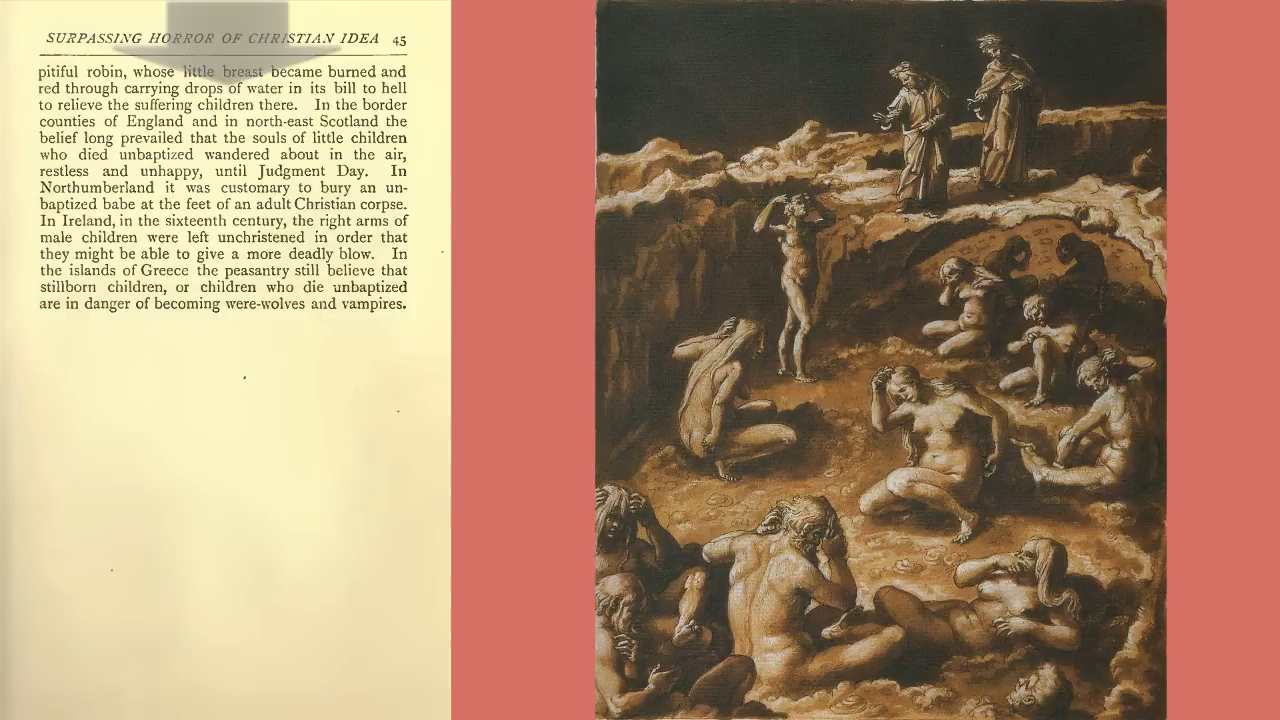 SURPASSING HORROR OF CHRISTIAN IDEA 45
pitiful robin, whose little breast became burned and
red through carrying drops of water in its bill to hell
to relieve the suffering children there. In the border
counties of England and in north-east Scotland the
belief long prevailed that the souls of little children
who died unbaptized wandered about in the air,
restless and unhappy, until Judgment Day. In
Northumberland it was customary to bury an un-
baptized babe at the feet of an adult Christian corpse.
In Ireland, in the sixteenth century, the right arms of
male children were left unchristened in order that
they might be able to give a more deadly blow. In
the islands of Greece the peasantry still believe that
stillborn children, or children who die unbaptized
are in danger of becoming were-wolves and vampires.